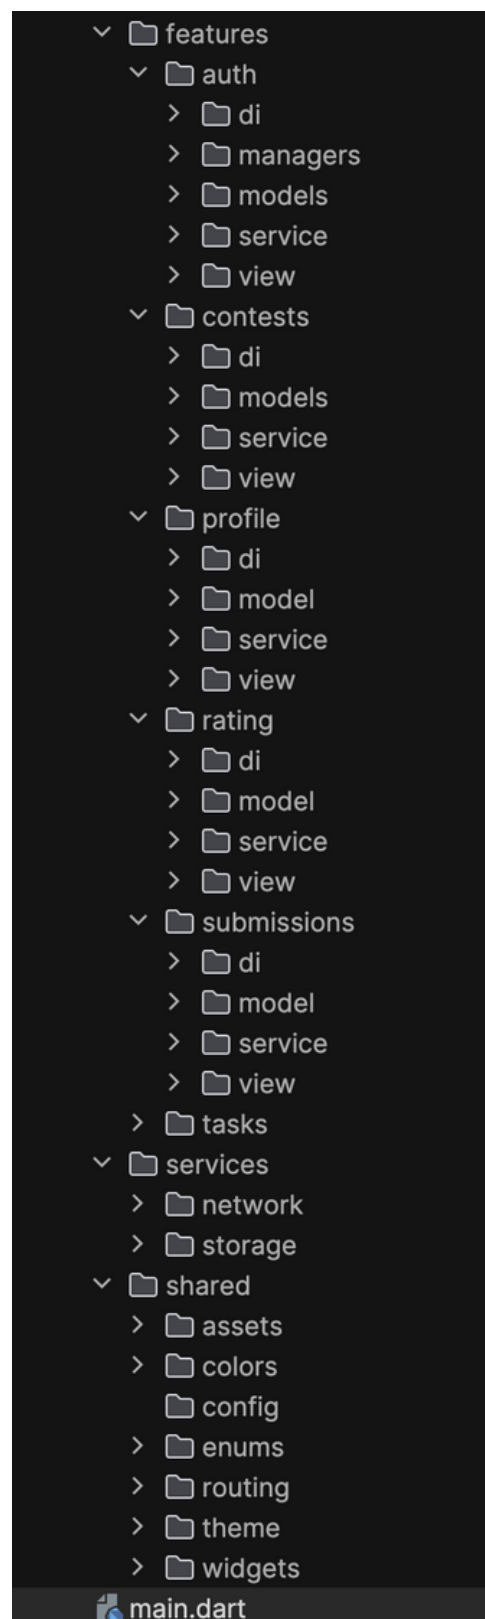 features
auth
di
managers
models
service
view
contests
di
models
service
view
profile
di
model
service
view
rating
di
model
service
view
submissions
di
model
service
view
tasks
services
network
storage
shared
assets
colors
config
enums
routing
theme
widgets
main.dart